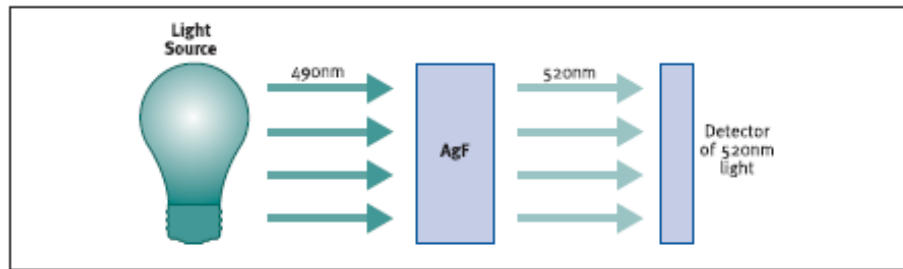 Light
Source
490nm
520nm
AgF
Detector
of 520nm
light